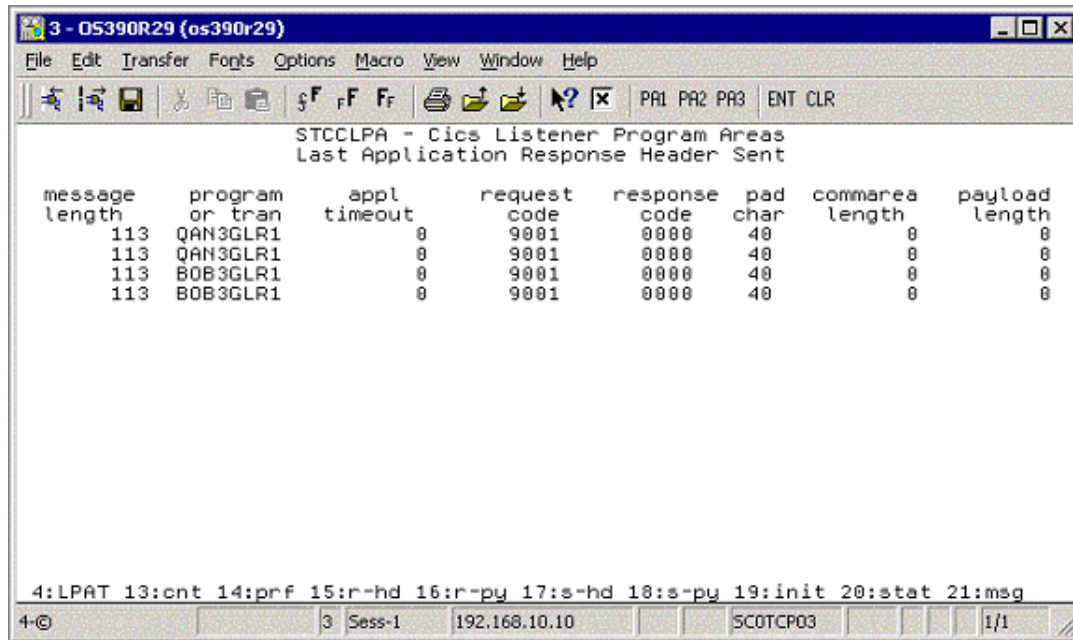 3 - OS390R29 (os390r29)
File Edit Transfer Fonts Options Macro View Window Help
PA1 PA2 PA3 ENT CLR
STCCLPA - Cics Listener Program Areas
Last Application Response Header Sent
message program appl request response pad commarea payload
length or tran timeout code code char length length
113 QAN3GLR1 0 9001 0000 40 0 0
113 QAN3GLR1 0 9001 0000 40 0 0
113 BOB3GLR1 0 9001 0000 40 0 0
113 BOB3GLR1 0 9001 0000 40 0 0
4:LPAT 13:cnt 14:prf 15:r-hd 16:r-py 17:s-hd 18:s-py 19:init 20:stat 21:msg
4-© 3 Sess-1 192.168.10.10 SC0TCP03 1/1